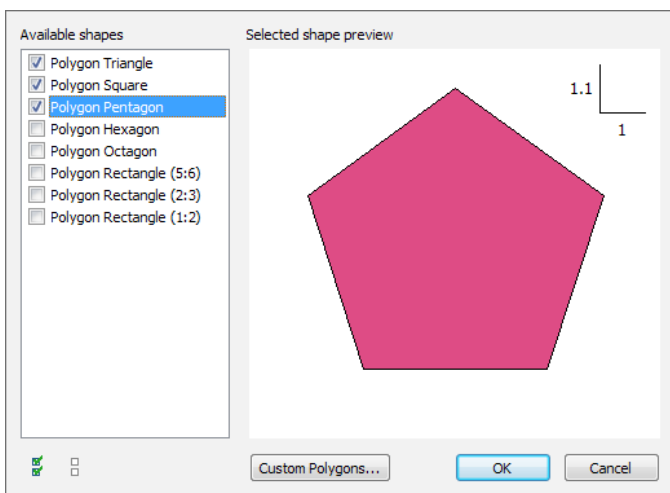 Available shapes
Selected shape preview
Polygon Triangle
Polygon Square
Polygon Pentagon
Polygon Hexagon
Polygon Octagon
Polygon Rectangle (5:6)
Polygon Rectangle (2:3)
Polygon Rectangle (1:2)
1.1
1
Custom Polygons...
OK
Cancel